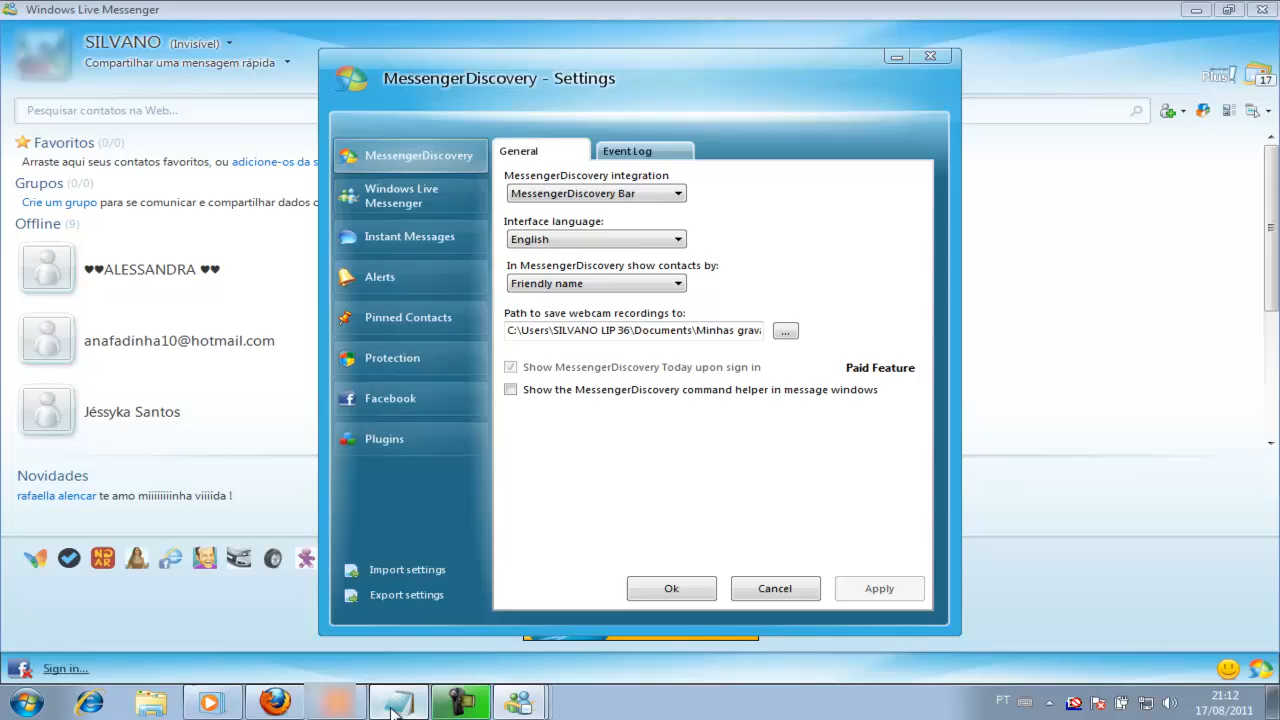 Windows Live Messenger
SILVANO (Invisível)
Compartilhar uma mensagem rápida
Plus!
17
Pesquisar contatos na Web...
Favoritos (0/0)
Arraste aqui seus contatos favoritos, ou adicione-os da s
Grupos (0/0)
Crie um grupo para se comunicar e compartilhar dados c
Offline (9)
♥♥ALESSANDRA ♥♥
anafadinha10@hotmail.com
Jéssyka Santos
Novidades
rafaella alencar te amo miiiiiiinha viiiida !
MessengerDiscovery - Settings
MessengerDiscovery
Windows Live
Messenger
Instant Messages
Alerts
Pinned Contacts
Protection
Facebook
Plugins
Import settings
Export settings
General
Event Log
MessengerDiscovery integration
MessengerDiscovery Bar
Interface language:
English
In MessengerDiscovery show contacts by:
Friendly name
Path to save webcam recordings to:
C:\Users\SILVANO LIP 36\Documents\Minhas grava
...
Show MessengerDiscovery Today upon sign in Paid Feature
Show the MessengerDiscovery command helper in message windows
Ok Cancel Apply
Sign in...
PT
21:12
17/08/2011